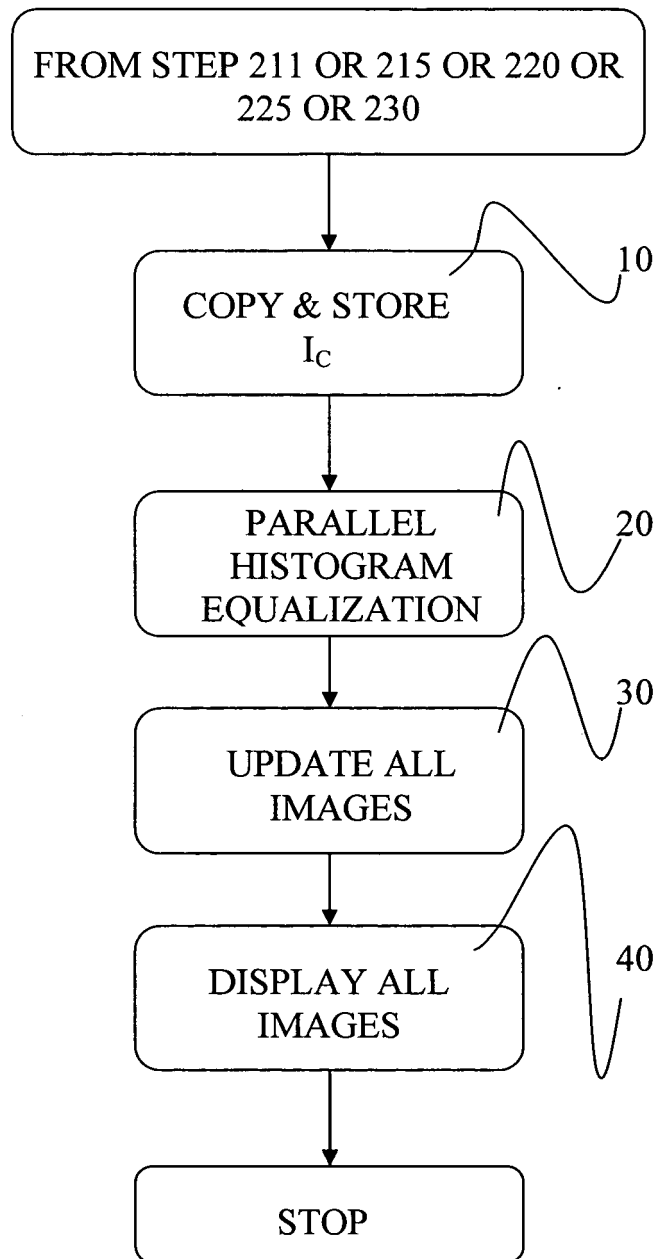 FROM STEP 211 OR 215 OR 220 OR
225 OR 230
10
COPY & STORE
I_C
20
PARALLEL
HISTOGRAM
EQUALIZATION
30
UPDATE ALL
IMAGES
40
DISPLAY ALL
IMAGES
STOP